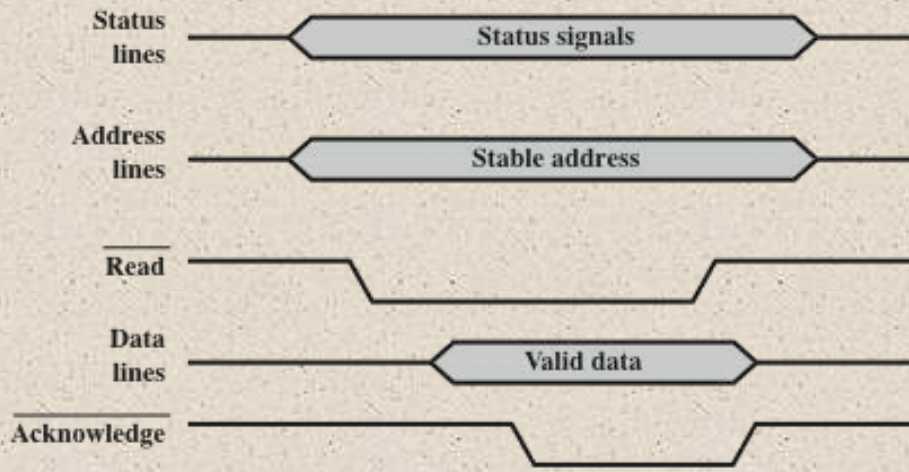 Status
lines
Status signals
Address
lines
Stable address
Read
Data
lines
Valid data
Acknowledge